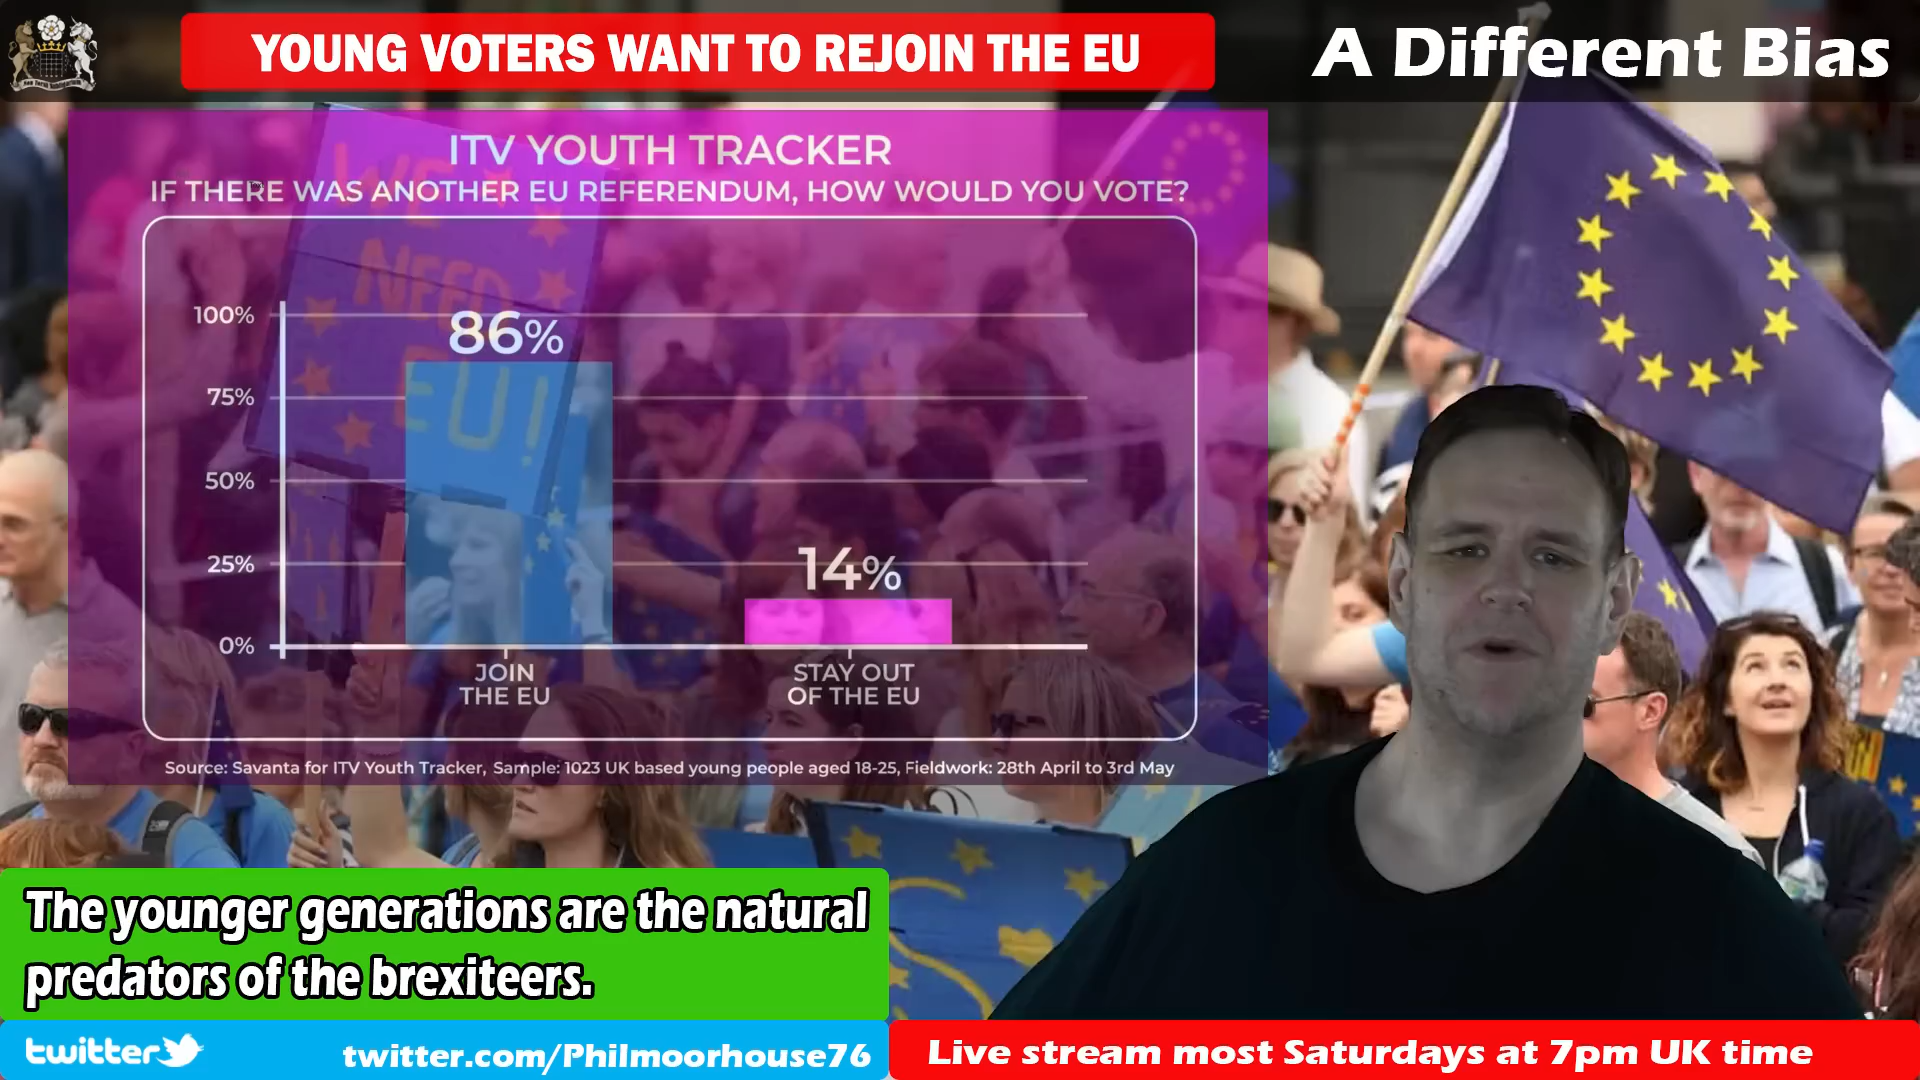 YOUNG VOTERS WANT TO REJOIN THE EU
A Different Bias
ITV YOUTH TRACKER
IF THERE WAS ANOTHER EU REFERENDUM, HOW WOULD YOU VOTE?
WE
NEED
EU!
100%
75%
50%
25%
0%
86%
14%
JOIN
THE EU
STAY OUT
OF THE EU
Source: Savanta for ITV Youth Tracker, Sample: 1023 UK based young people aged 18-25, Fieldwork: 28th April to 3rd May
The younger generations are the natural
predators of the brexiteers.
twitter
twitter.com/Philmoorhouse76
Live stream most Saturdays at 7pm UK time